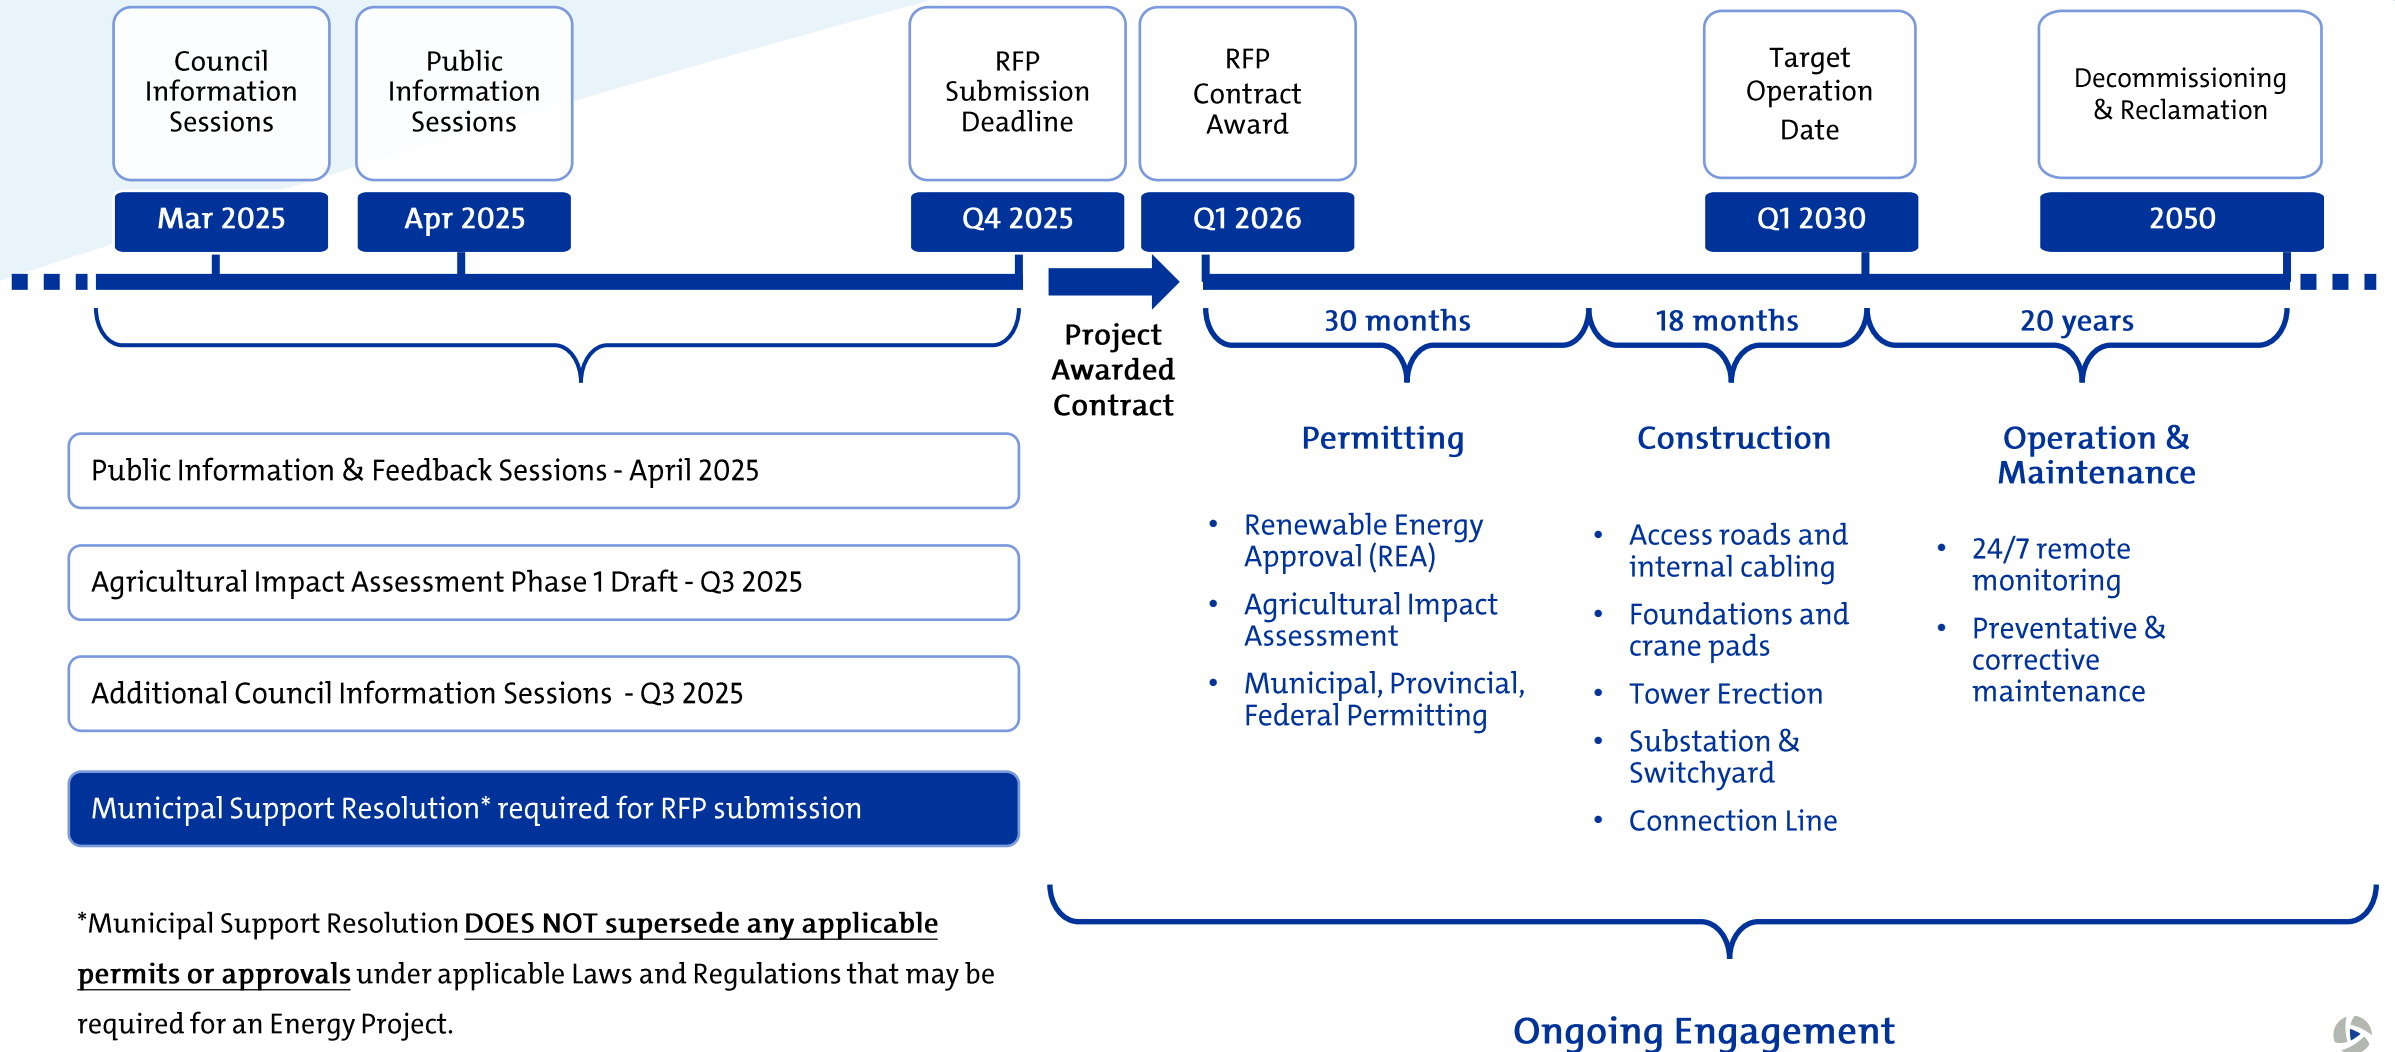 Council
Information
Sessions
Public
Information
Sessions
RFP
Submission
Deadline
RFP
Contract
Award
Target
Operation
Date
Decommissioning
& Reclamation
Mar 2025
Apr 2025
Q4 2025
Q1 2026
Q1 2030
2050
Project
Awarded
Contract
30 months
18 months
20 years
Public Information & Feedback Sessions - April 2025
Agricultural Impact Assessment Phase 1 Draft - Q3 2025
Additional Council Information Sessions - Q3 2025
Municipal Support Resolution* required for RFP submission
*Municipal Support Resolution DOES NOT supersede any applicable
permits or approvals under applicable Laws and Regulations that may be
required for an Energy Project.
Permitting
• Renewable Energy
Approval (REA)
• Agricultural Impact
Assessment
• Municipal, Provincial,
Federal Permitting
Construction
• Access roads and
internal cabling
• Foundations and
crane pads
• Tower Erection
• Substation &
Switchyard
• Connection Line
Operation &
Maintenance
• 24/7 remote
monitoring
• Preventative &
corrective
maintenance
Ongoing Engagement